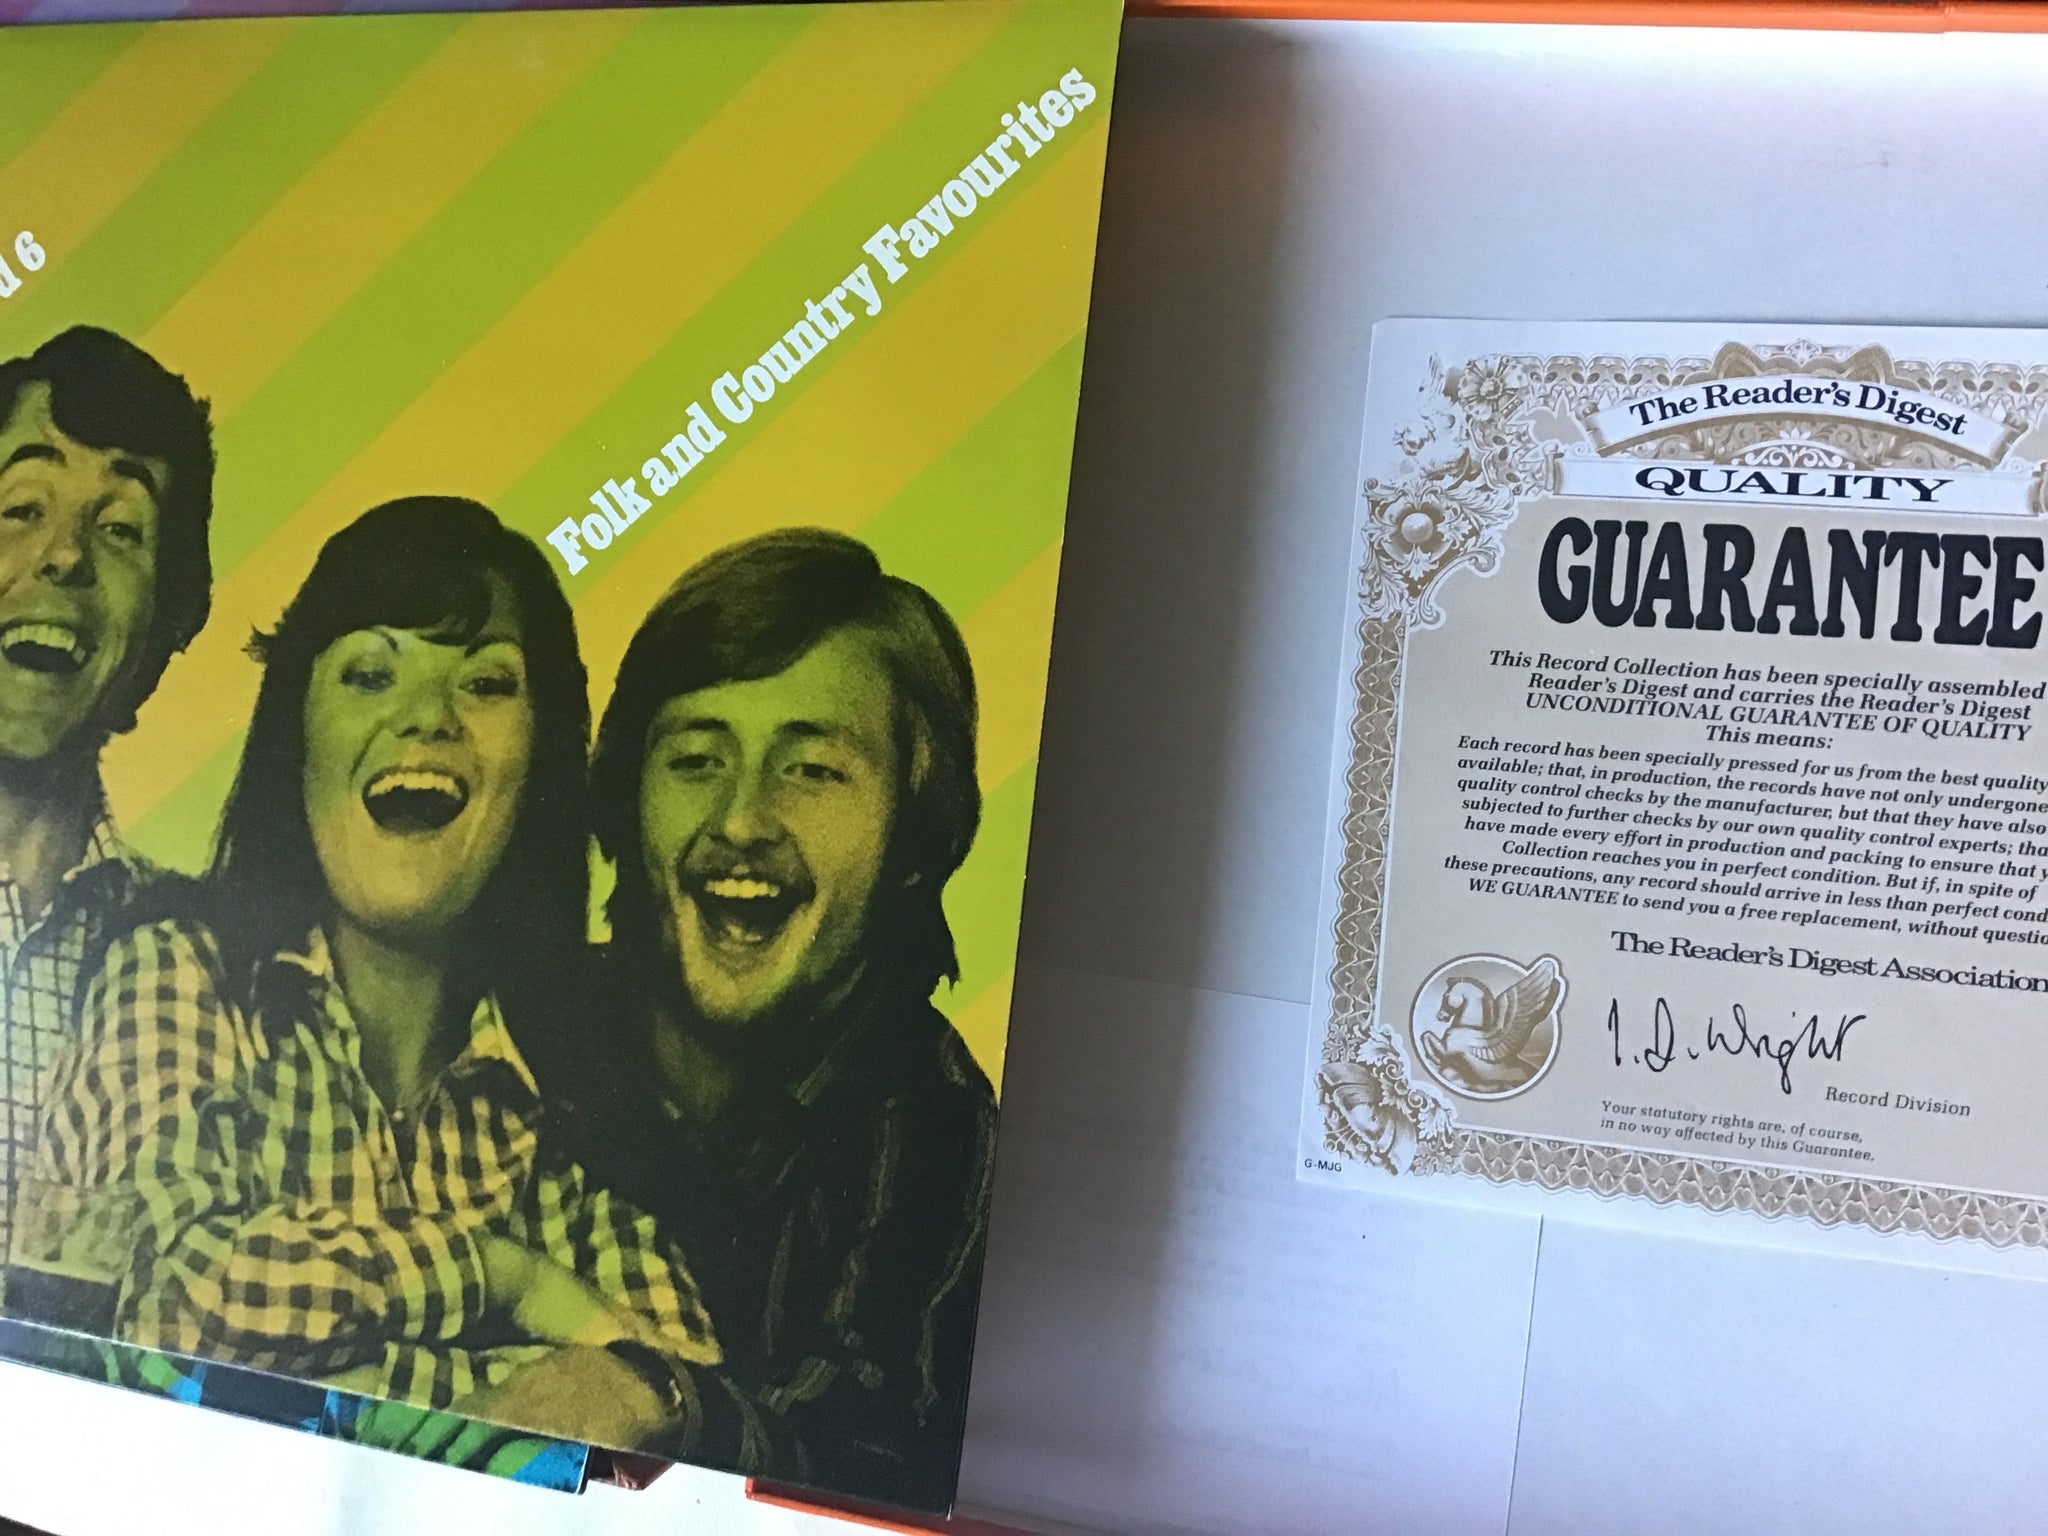 d 6
Folk and Country Favourites
The Reader's Digest
QUALITY
GUARANTEE
This Record Collection has been specially assembled
Reader's Digest and carries the Reader's Digest
UNCONDITIONAL GUARANTEE OF QUALITY
This means:
Each record has been specially pressed for us from the best quality
available; that, in production, the records have not only undergone
quality control checks by the manufacturer, but that they have also
subjected to further checks by our own quality control experts; tha
have made every effort in production and packing to ensure that y
Collection reaches you in perfect condition. But if, in spite of
these precautions, any record should arrive in less than perfect cond
WE GUARANTEE to send you a free replacement, without questio
The Reader's Digest Association
I. D. Wright
Record Division
Your statutory rights are, of course,
in no way affected by this Guarantee.
G-MJG